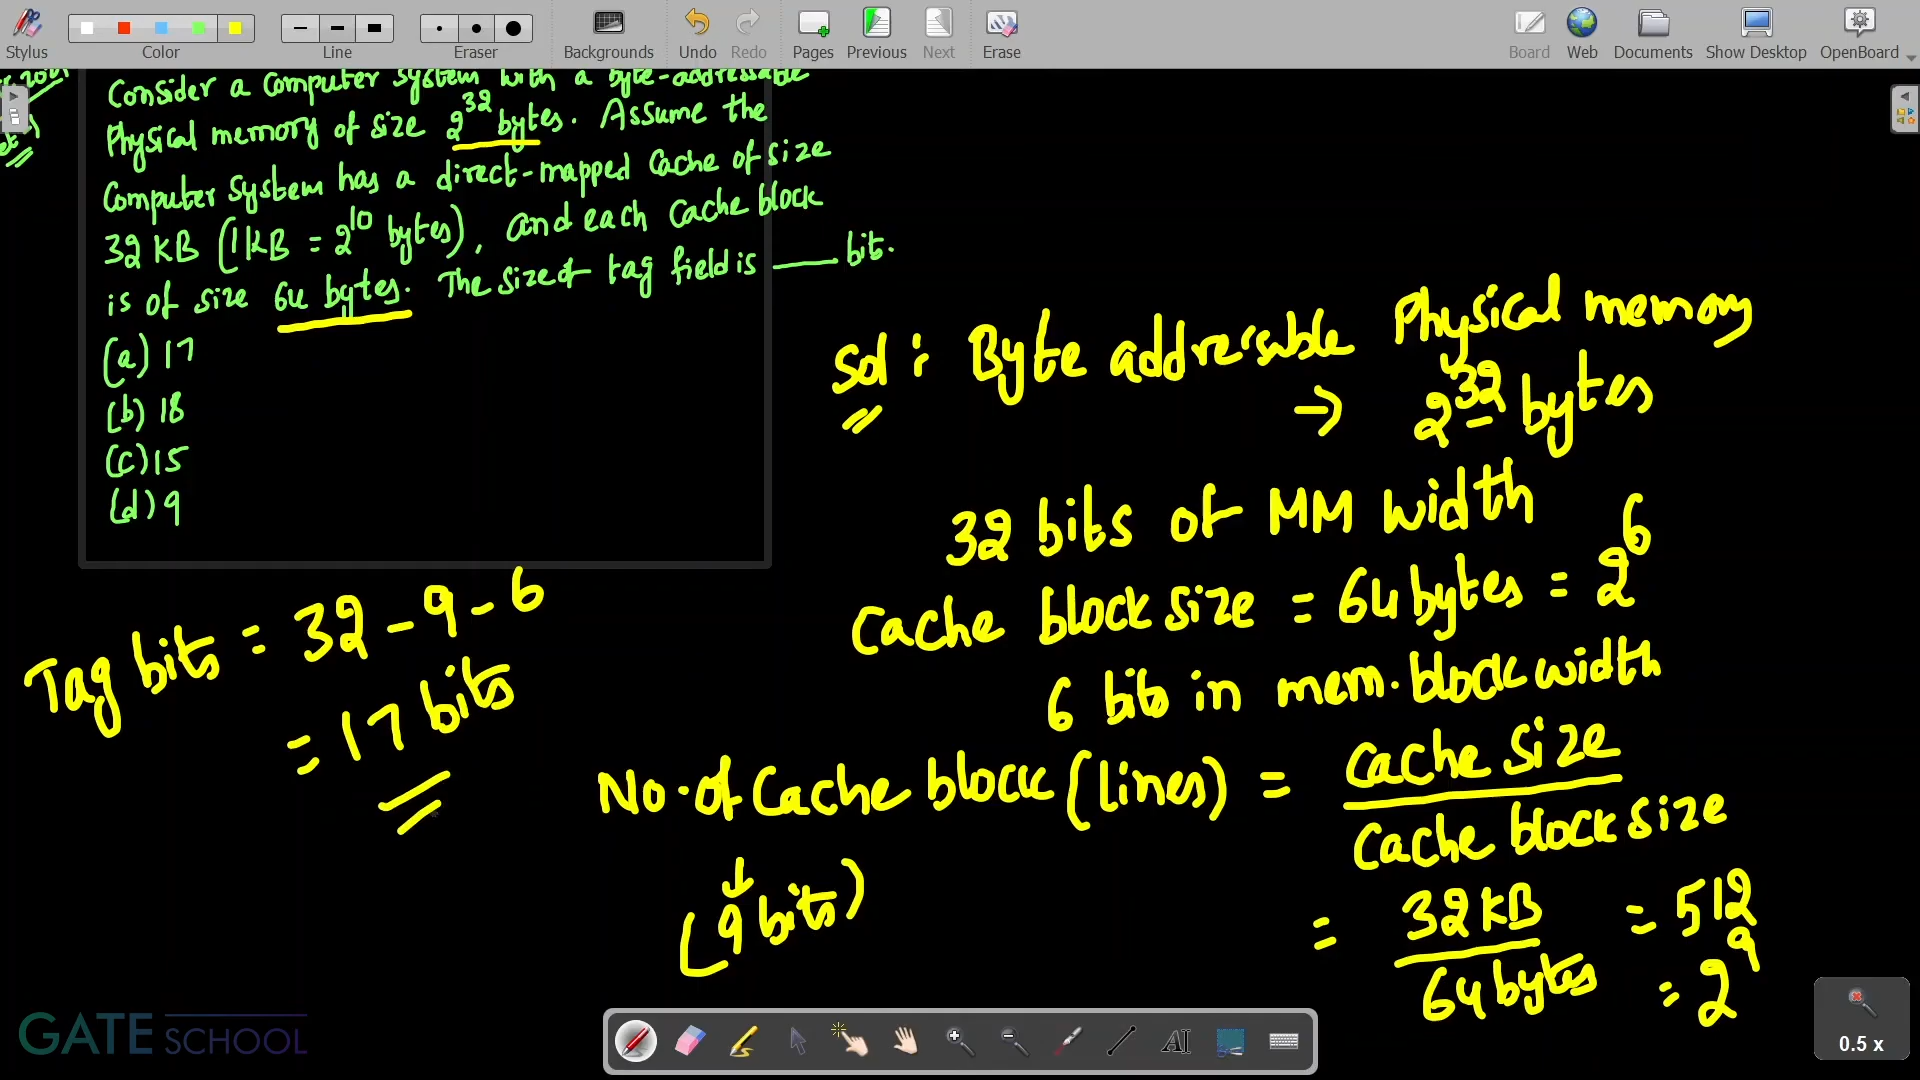 Stylus
Color
Line
Eraser
Backgrounds
Undo
Redo
Pages
Previous
Next
Erase
Board
Web
Documents
Show Desktop
OpenBoard
Consider a Computer System with a byte-addressable
Physical memory of size 2^32 bytes. Assume the
Computer System has a direct-mapped Cache of size
32 KB (1KB = 2^10 bytes), and each Cache block
is of size 64 bytes. The size of tag field is ____ bit.
(a) 17
(b) 18
(c) 15
(d) 9
Sol: Byte addressable Physical memory
→ 2^32 bytes
32 bits of MM width
Cache block size = 64 bytes = 2^6
6 bits in mem. block width
No. of Cache block (lines) = Cache Size
Cache block size
(9 bits)
= 32 KB = 512
64 bytes = 2^9
Tag bits = 32 - 9 - 6
= 17 bits
GATE SCHOOL
0.5 x